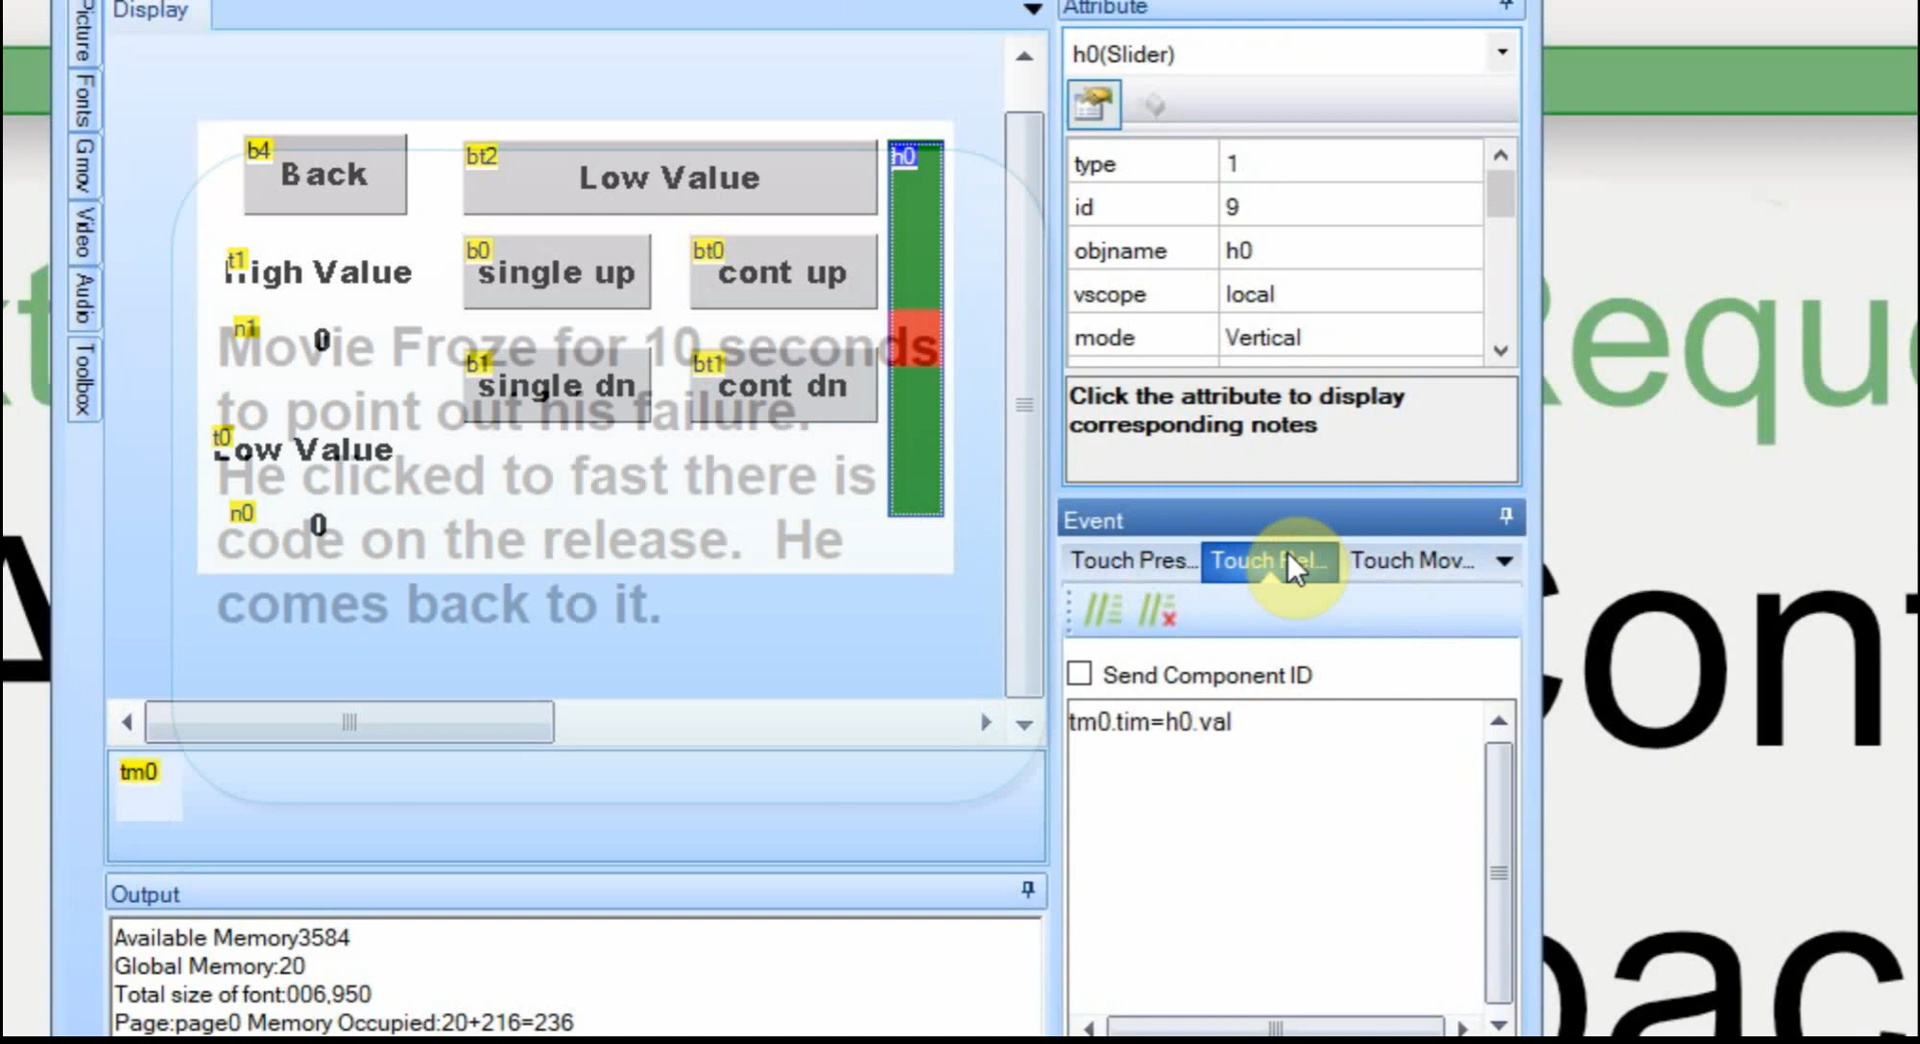 Display
Attribute
Picture
Fonts
Gmov
Video
Audio
Toolbox
h0(Slider)
type 1
id 9
objname h0
vscope local
mode Vertical
Click the attribute to display
corresponding notes
b4
Back
bt2
Low Value
h0
t1
igh Value
b0
single up
bt0
cont up
n1
0
b1
single dn
bt1
cont dn
t0
Low Value
n0
0
Movie Froze for 10 seconds
to point out his failure.
He clicked to fast there is
code on the release. He
comes back to it.
Event
Touch Pres...
Touch Rel...
Touch Mov...
Send Component ID
tm0.tim=h0.val
tm0
Output
Available Memory3584
Global Memory:20
Total size of font:006,950
Page:page0 Memory Occupied:20+216=236
Requ
Con
pac